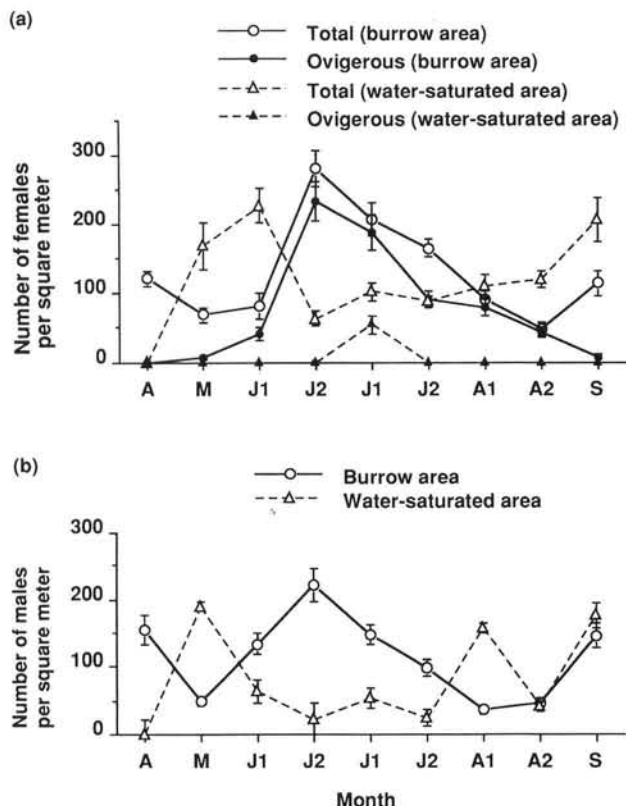 (a)
Total (burrow area)
Ovigerous (burrow area)
Total (water-saturated area)
Ovigerous (water-saturated area)
Number of females
per square meter
300
200
100
0
A M J1 J2 J1 J2 A1 A2 S
(b)
Burrow area
Water-saturated area
Number of males
per square meter
300
200
100
0
A M J1 J2 J1 J2 A1 A2 S
Month